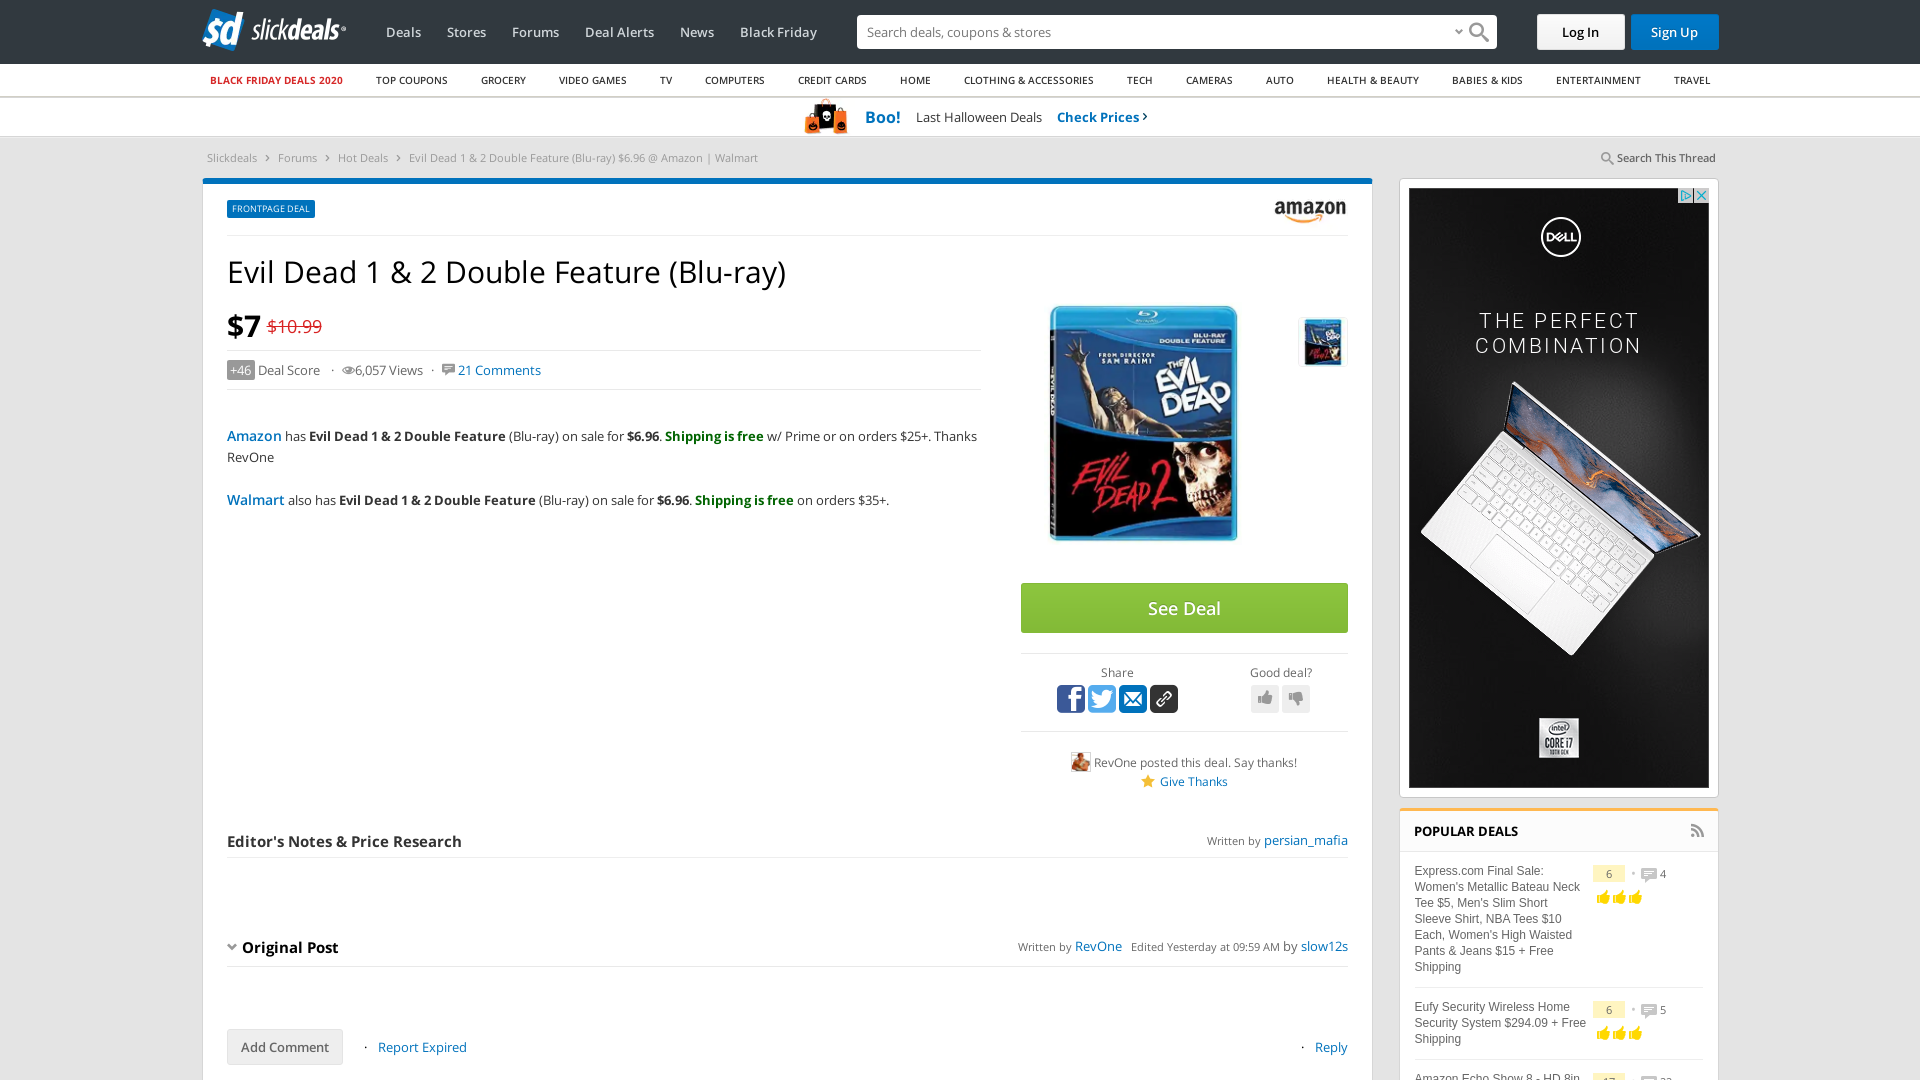 sd slickdeals
Deals
Stores
Forums
Deal Alerts
News
Black Friday
Search deals, coupons & shops
Log In
Sign Up
BLACK FRIDAY DEALS 2020
TOP COUPONS
GROCERY
VIDEO GAMES
TV
COMPUTERS
CREDIT CARDS
HOME
CLOTHING & ACCESSORIES
TECH
CAMERAS
AUTO
HEALTH & BEAUTY
BABIES & KIDS
ENTERTAINMENT
TRAVEL
Boo! Last Halloween Deals Check Prices
Slickdeals > Forums > Hot Deals > Evil Dead 1 & 2 Double Feature (Blu-ray) $6.96 @ Amazon | Walmart
Search This Thread
FRONTPAGE DEAL
amazon
Evil Dead 1 & 2 Double Feature (Blu-ray)
$7 $10.99
+46 Deal Score · 6,057 Views · 21 Comments
Amazon has Evil Dead 1 & 2 Double Feature (Blu-ray) on sale for $6.96. Shipping is free w/ Prime or on orders $25+. Thanks
RevOne
Walmart also has Evil Dead 1 & 2 Double Feature (Blu-ray) on sale for $6.96. Shipping is free on orders $35+.
BLU-RAY
DOUBLE FEATURE
FROM DIRECTOR
SAM RAIMI
THE EVIL DEAD
EVIL DEAD 2
See Deal
Share
Good deal?
RevOne posted this deal. Say thanks!
Give Thanks
Editor's Notes & Price Research
Written by persian_mafia
Original Post
Written by RevOne Edited Yesterday at 09:59 AM by slow12s
Add Comment · Report Expired
· Reply
DELL
THE PERFECT
COMBINATION
intel
CORE i7
10TH GEN
POPULAR DEALS
Express.com Final Sale:
Women's Metallic Bateau Neck
Tee $5, Men's Slim Short
Sleeve Shirt, NBA Tees $10
Each, Women's High Waisted
Pants & Jeans $15 + Free
Shipping
6 · 4
Eufy Security Wireless Home
Security System $294.09 + Free
Shipping
6 · 5
Amazon Echo Show 8 - HD 8in